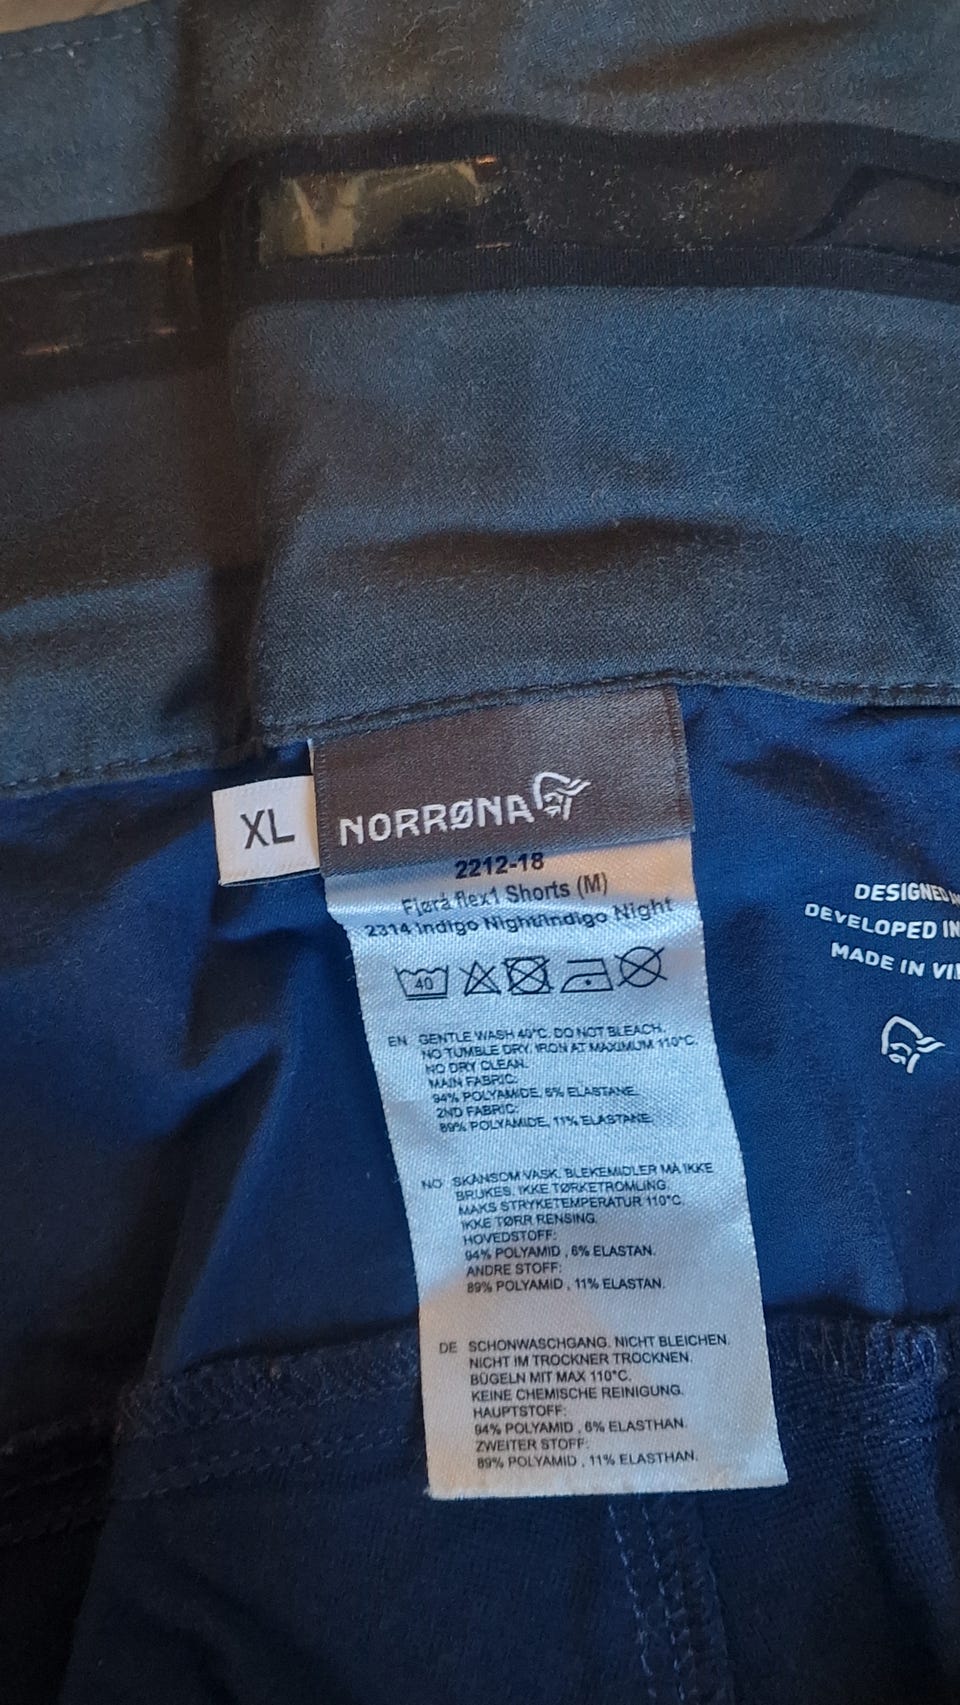 XL
NORRØNA
2212-18
Fjørå flex1 Shorts (M)
2314 Indigo Night/Indigo Night
40
EN GENTLE WASH 40°C. DO NOT BLEACH.
NO TUMBLE DRY. IRON AT MAXIMUM 110°C.
NO DRY CLEAN.
MAIN FABRIC:
94% POLYAMIDE, 6% ELASTANE.
2ND FABRIC:
89% POLYAMIDE, 11% ELASTANE.
NO SKÅNSOM VASK. BLEKEMIDLER MÅ IKKE
BRUKES. IKKE TØRKETROMLING.
MAKS STRYKETEMPERATUR 110°C.
IKKE TØRR RENSING.
HOVEDSTOFF:
94% POLYAMID , 6% ELASTAN.
ANDRE STOFF:
89% POLYAMID , 11% ELASTAN.
DE SCHONWASCHGANG. NICHT BLEICHEN.
NICHT IM TROCKNER TROCKNEN.
BÜGELN MIT MAX 110°C.
KEINE CHEMISCHE REINIGUNG.
HAUPTSTOFF:
94% POLYAMID , 6% ELASTHAN.
ZWEITER STOFF:
89% POLYAMID , 11% ELASTHAN.
DESIGNED
DEVELOPED IN
MADE IN